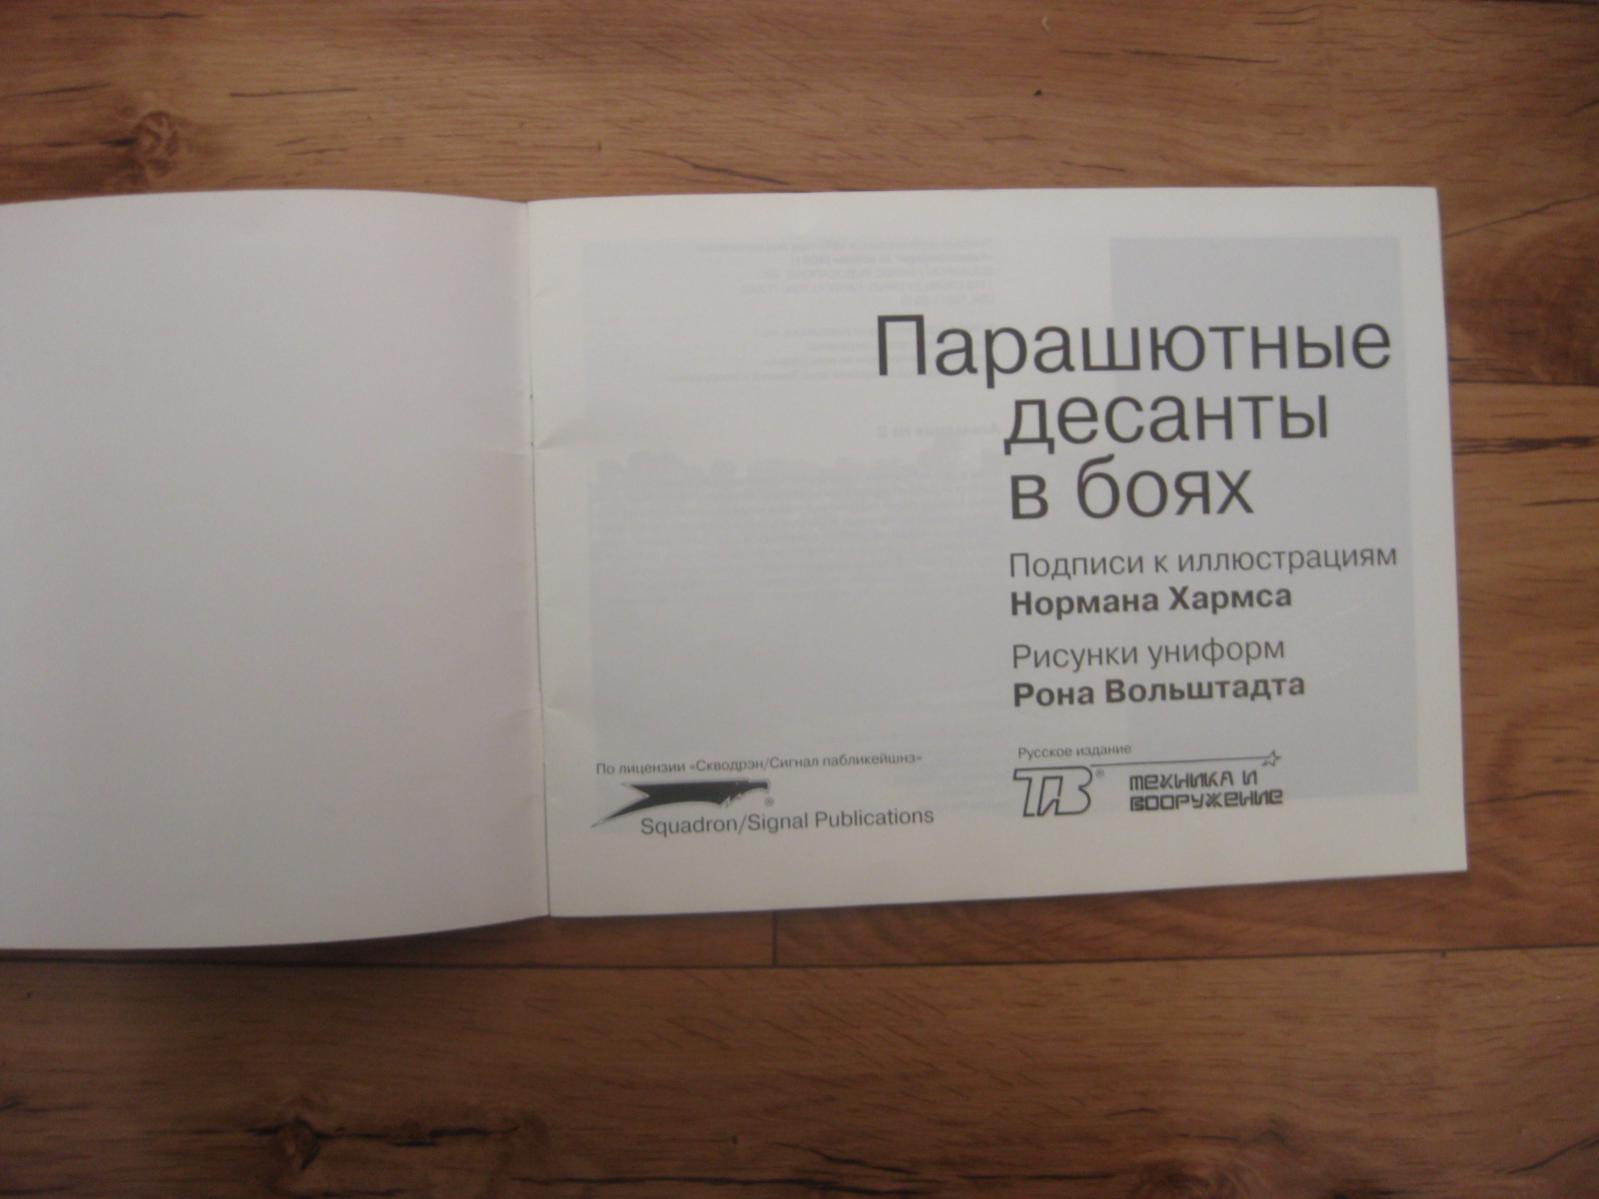 Парашютные
десанты
в боях
Подписи к иллюстрациям
Нормана Хармса
Рисунки униформ
Рона Вольштадта
По лицензии «Скводрэн/Сигнал пабликейшнз»
Squadron/Signal Publications
Русское издание
ТиВ® ТЕХНИКА И
ВООРУЖЕНИЕ